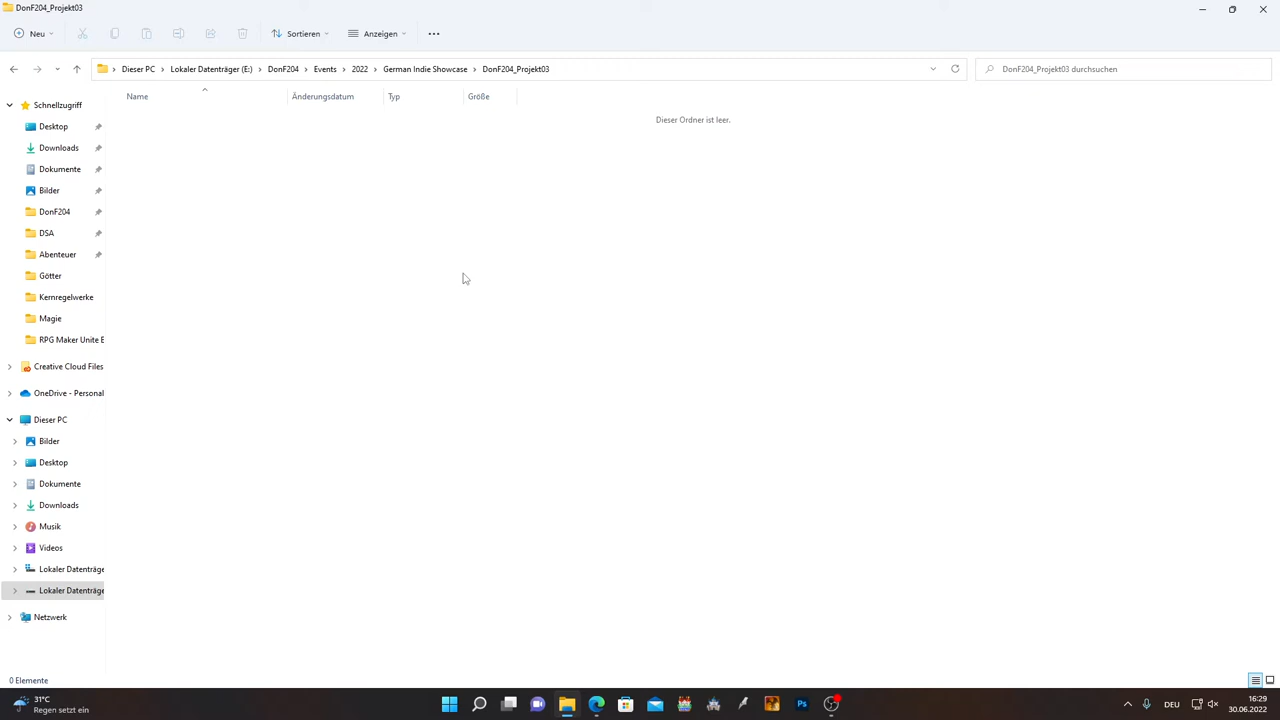 DonF204_Projekt03
Neu
Sortieren
Anzeigen
Dieser PC
Lokaler Datenträger (E:)
DonF204
Events
2022
German Indie Showcase
DonF204_Projekt03
DonF204_Projekt03 durchsuchen
Name
Änderungsdatum
Typ
Größe
Dieser Ordner ist leer.
Schnellzugriff
Desktop
Downloads
Dokumente
Bilder
DonF204
DSA
Abenteuer
Götter
Kernregelwerke
Magie
RPG Maker Unite E
Creative Cloud Files
OneDrive - Personal
Dieser PC
Bilder
Desktop
Dokumente
Downloads
Musik
Videos
Lokaler Datenträge
Lokaler Datenträge
Netzwerk
0 Elemente
31°C
Regen setzt ein
Ps
DEU
16:29
30.06.2022